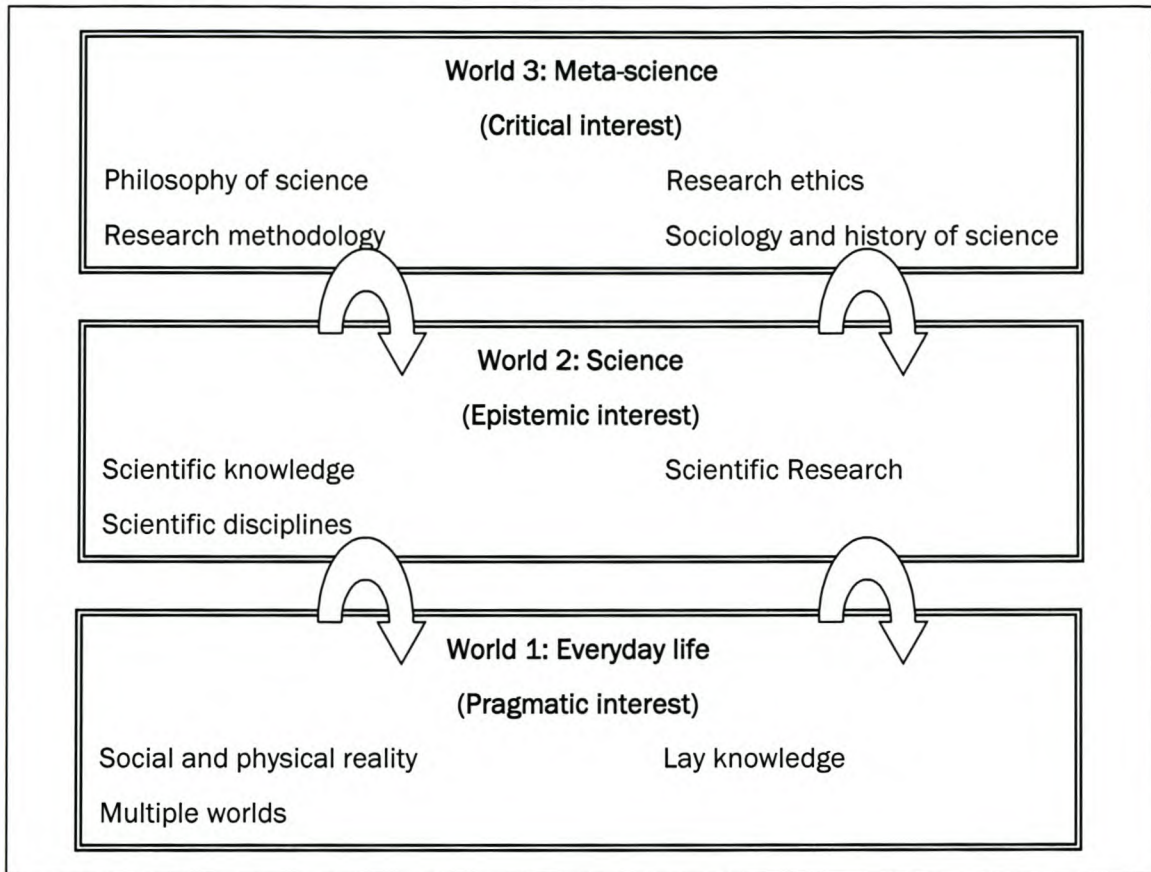 World 3: Meta-science
(Critical interest)
Philosophy of science
Research ethics
Research methodology
Sociology and history of science
World 2: Science
(Epistemic interest)
Scientific knowledge
Scientific Research
Scientific disciplines
World 1: Everyday life
(Pragmatic interest)
Social and physical reality
Lay knowledge
Multiple worlds